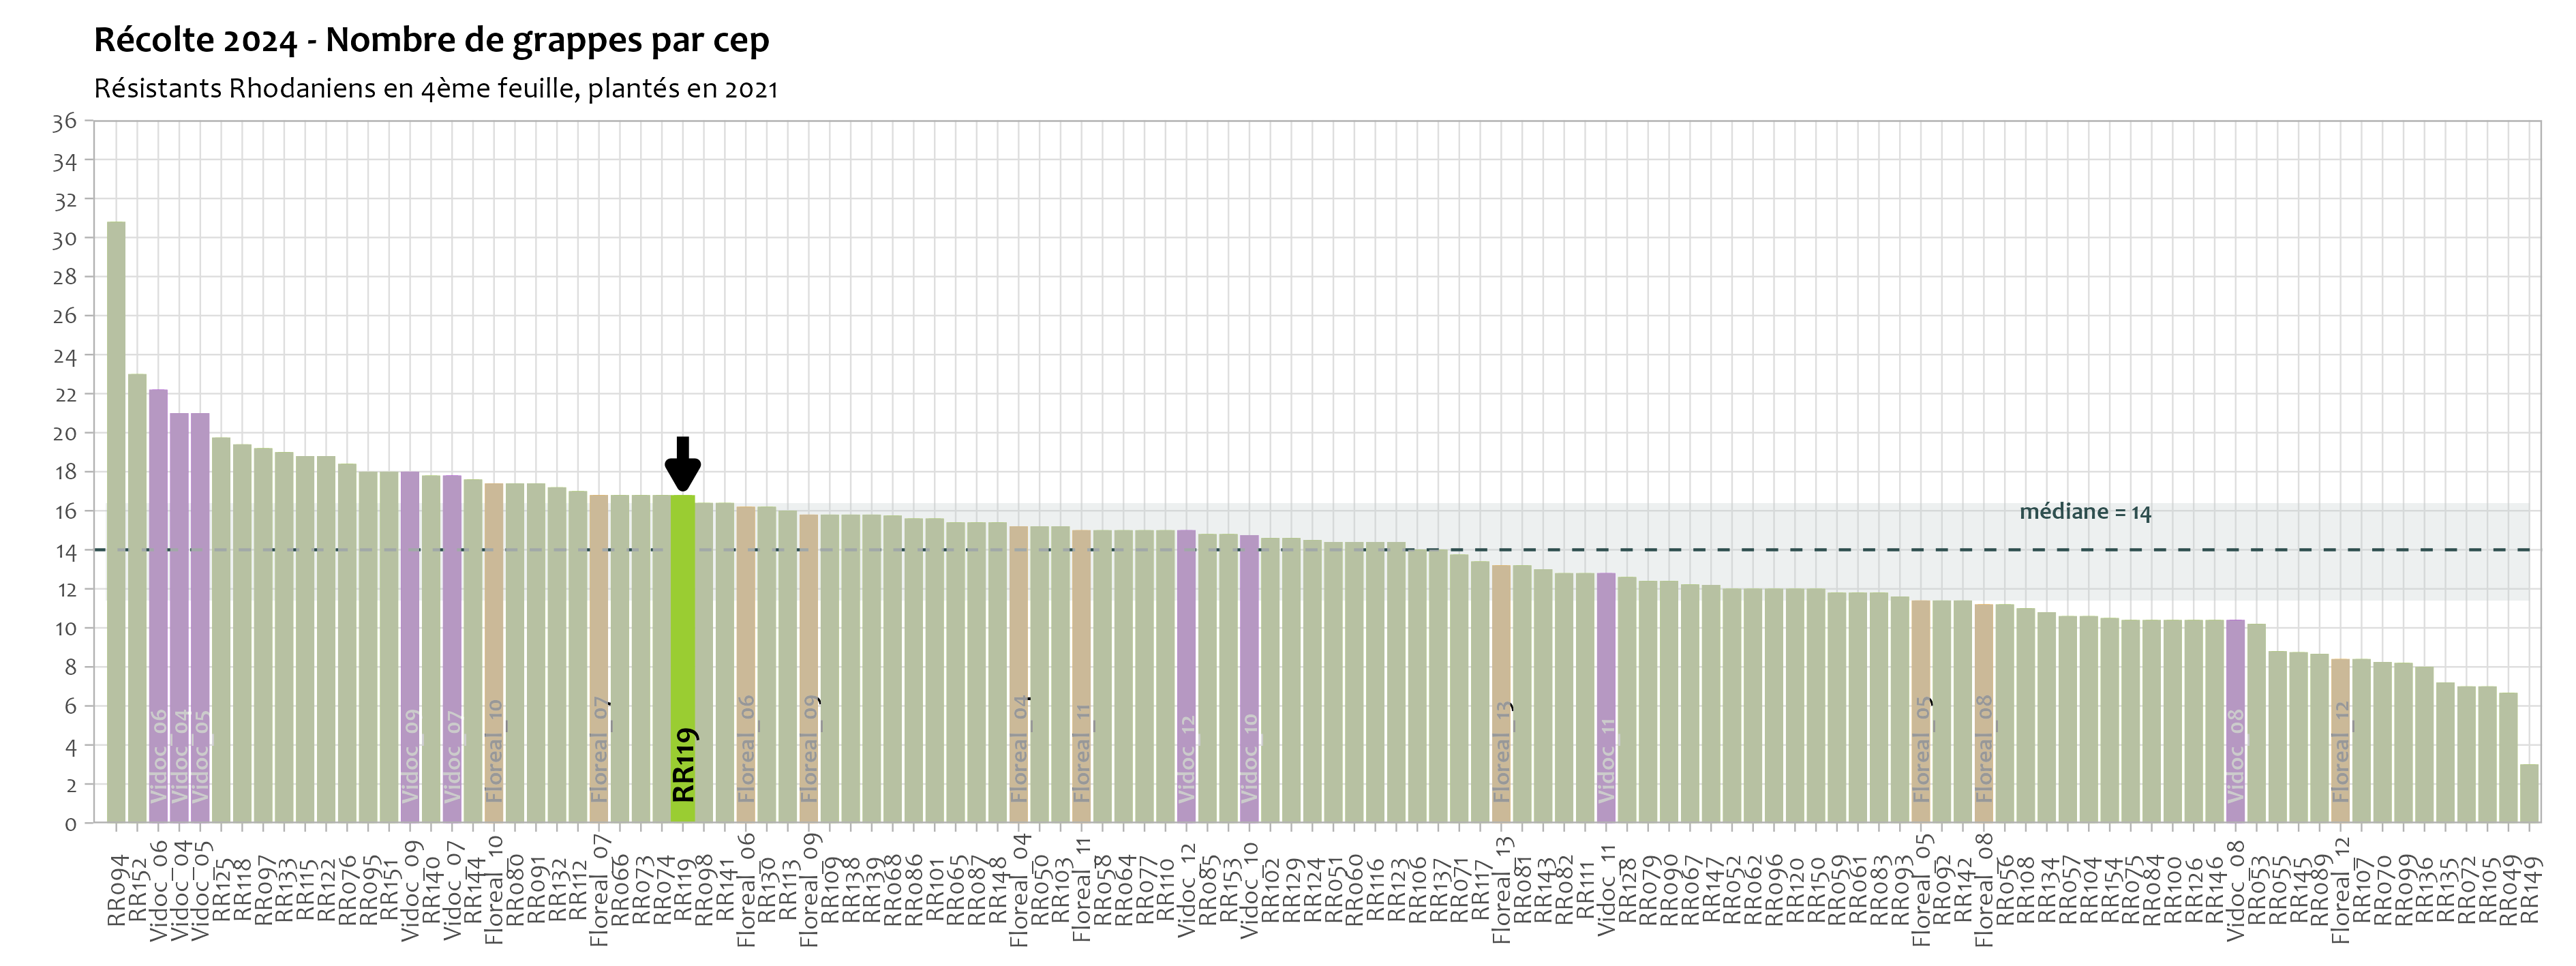 Récolte 2024 - Nombre de grappes par cep
Résistants Rhodaniens en 4ème feuille, plantés en 2021
36
34
32
30
28
26
24
22
20
18
16
14
12
10
8
6
4
2
0
médiane = 14
Vidoc_06
Vidoc_04
Vidoc_05
Vidoc_09
Vidoc_07
Floreal_10
Floreal_07
RR119
Floreal_06
Floreal_09
Floreal_04
Floreal_11
Vidoc_12
Vidoc_10
Floreal_13
Vidoc_11
Floreal_05
Floreal_08
Vidoc_08
Floreal_12
RR094
RR152
Vidoc_06
Vidoc_04
Vidoc_05
RR125
RR118
RR097
RR133
RR115
RR122
RR076
RR095
RR151
Vidoc_09
RR140
Vidoc_07
RR144
Floreal_10
RR080
RR091
RR132
RR112
Floreal_07
RR066
RR073
RR074
RR119
RR098
RR141
Floreal_06
RR130
RR113
Floreal_09
RR109
RR138
RR139
RR068
RR086
RR101
RR065
RR087
RR148
Floreal_04
RR050
RR103
Floreal_11
RR058
RR064
RR077
RR110
Vidoc_12
RR085
RR153
Vidoc_10
RR102
RR129
RR124
RR051
RR060
RR116
RR123
RR106
RR137
RR071
RR117
Floreal_13
RR081
RR143
RR082
RR111
Vidoc_11
RR128
RR079
RR090
RR067
RR147
RR052
RR062
RR096
RR120
RR150
RR059
RR061
RR083
RR093
Floreal_05
RR092
RR142
Floreal_08
RR056
RR108
RR134
RR057
RR104
RR154
RR075
RR084
RR100
RR126
RR146
Vidoc_08
RR053
RR055
RR145
RR089
Floreal_12
RR107
RR070
RR099
RR136
RR135
RR072
RR105
RR049
RR149